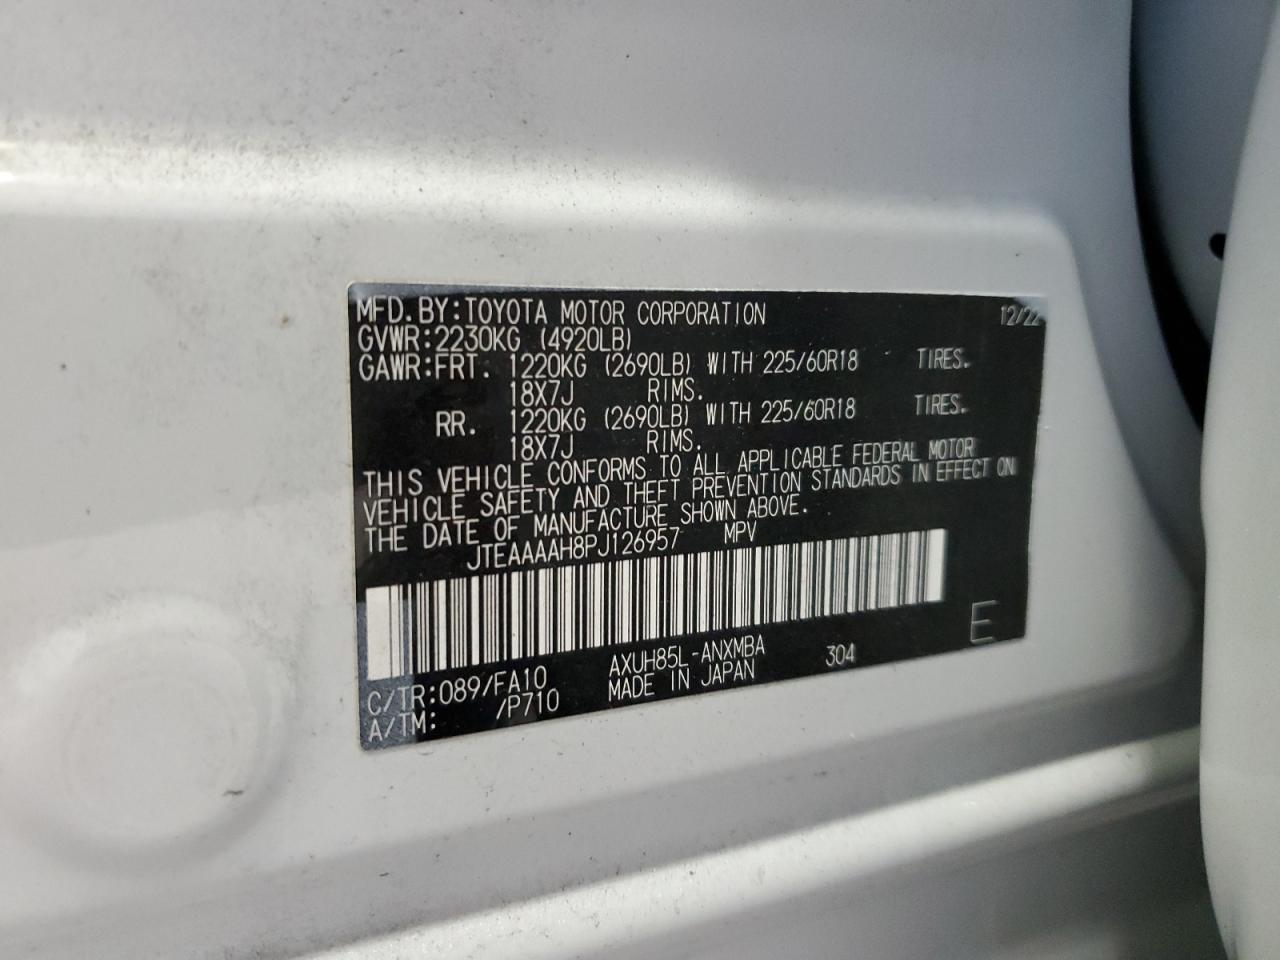 MFD. BY: TOYOTA MOTOR CORPORATION 12/22
GVWR: 2230KG (4920LB)
GAWR: FRT. 1220KG (2690LB) WITH 225/60R18 TIRES.
18X7J RIMS.
RR. 1220KG (2690LB) WITH 225/60R18 TIRES.
18X7J RIMS.
THIS VEHICLE CONFORMS TO ALL APPLICABLE FEDERAL MOTOR
VEHICLE SAFETY AND THEFT PREVENTION STANDARDS IN EFFECT ON
THE DATE OF MANUFACTURE SHOWN ABOVE.
JTEAAAAH8PJ126957 MPV
E
C/TR: 089/FA10 AXUH85L-ANXMBA 304
A/TM: /P710 MADE IN JAPAN